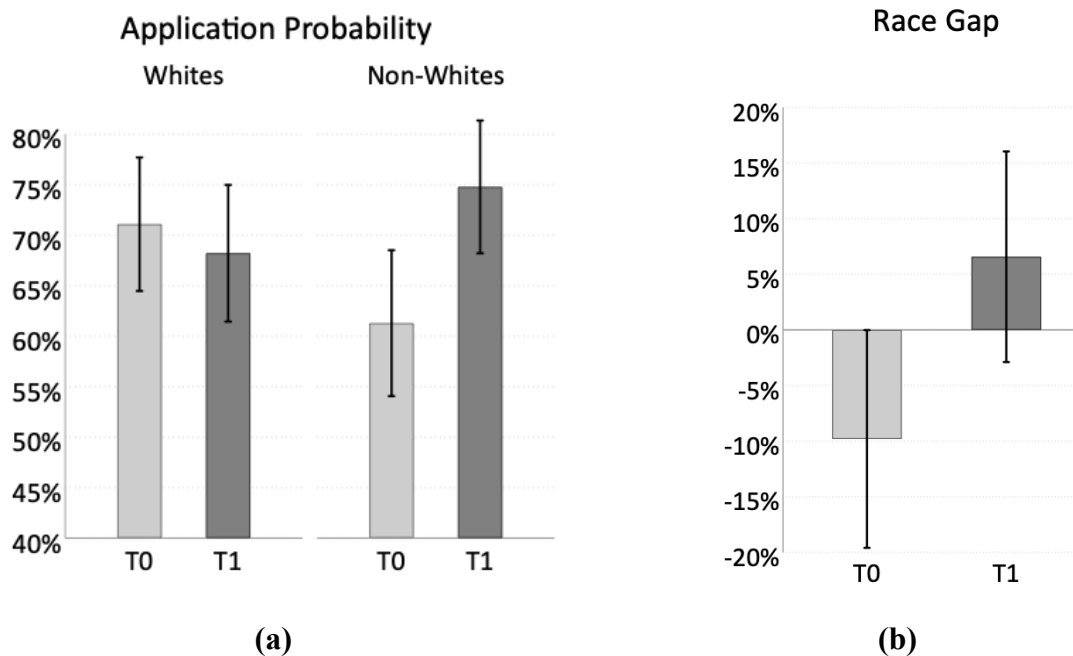 Application Probability
Whites
Non-Whites
80%
75%
70%
65%
60%
55%
50%
45%
40%
T0
T1
T0
T1
(a)
Race Gap
20%
15%
10%
5%
0%
-5%
-10%
-15%
-20%
T0
T1
(b)